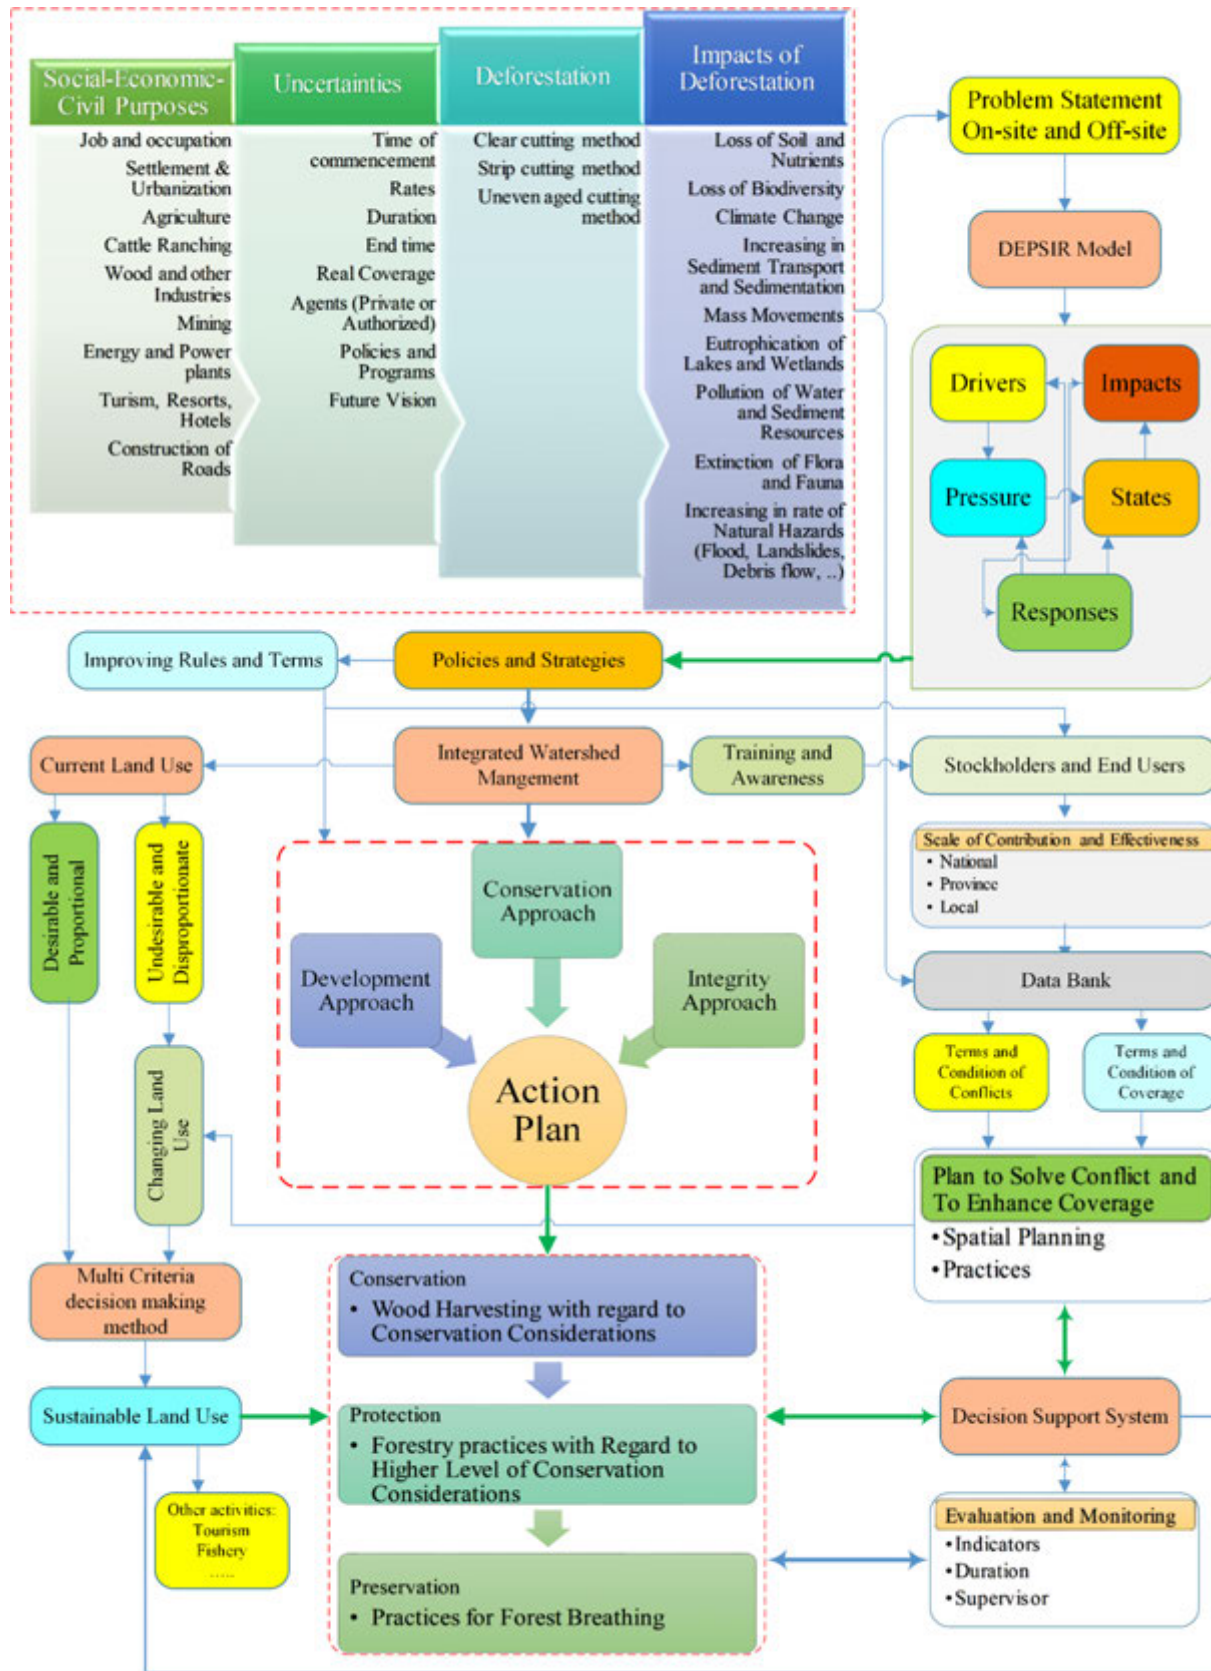 Social-Economic-
Civil Purposes
Job and occupation
Settlement &
Urbanization
Agriculture
Cattle Ranching
Wood and other
Industries
Mining
Energy and Power
plants
Turism, Resorts,
Hotels
Construction of
Roads
Uncertainties
Time of
commencement
Rates
Duration
End time
Real Coverage
Agents (Private or
Authorized)
Policies and
Programs
Future Vision
Deforestation
Clear cutting method
Strip cutting method
Uneven aged cutting
method
Impacts of
Deforestation
Loss of Soil and
Nutrients
Loss of Biodiversity
Climate Change
Increasing in
Sediment Transport
and Sedimentation
Mass Movements
Eutrophication of
Lakes and Wetlands
Pollution of Water
and Sediment
Resources
Extinction of Flora
and Fauna
Increasing in rate of
Natural Hazards
(Flood, Landslides,
Debris flow, ..)
Problem Statement
On-site and Off-site
DEPSIR Model
Drivers
Impacts
Pressure
States
Responses
Improving Rules and Terms
Policies and Strategies
Current Land Use
Integrated Watershed
Mangement
Training and
Awareness
Stockholders and End Users
Desirable and
Proportional
Undesirable and
Disproportionate
Scale of Contribution and Effectiveness
• National
• Province
• Local
Conservation
Approach
Development
Approach
Integrity
Approach
Action
Plan
Data Bank
Terms and
Condition of
Conflicts
Terms and
Condition of
Coverage
Changing Land
Use
Plan to Solve Conflict and
To Enhance Coverage
•Spatial Planning
•Practices
Multi Criteria
decision making
method
Conservation
• Wood Harvesting with regard to
Conservation Considerations
Sustainable Land Use
Protection
• Forestry practices with Regard to
Higher Level of Conservation
Considerations
Decision Support System
Other activities:
Tourism
Fishery
.....
Evaluation and Monitoring
•Indicators
•Duration
•Supervisor
Preservation
• Practices for Forest Breathing